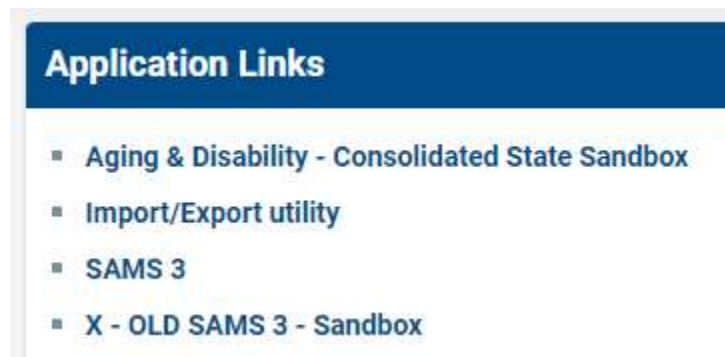 Application Links
Aging & Disability - Consolidated State Sandbox
Import/Export utility
SAMS 3
X - OLD SAMS 3 - Sandbox